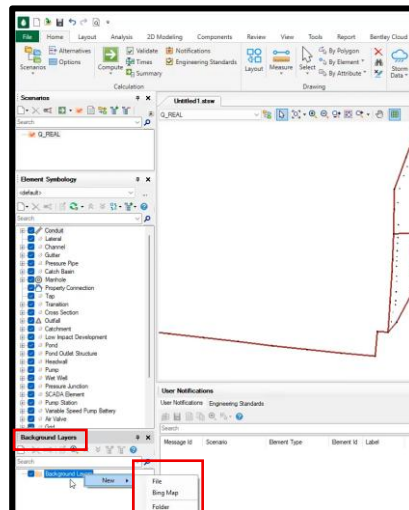 File Home Layout Analysis 2D Modeling Components Review View Tools Report Bentley Cloud
Scenarios
Alternatives
Options
Compute
Validate
Times
Summary
Notifications
Engineering Standards
Layout
Measure
Select
By Polygon
By Element
By Attribute
Storm
Data
Calculation
Drawing
Scenarios
Search
Q_REAL
Untitled1.stsw
Q_REAL
Element Symbology
<default>
Search
Conduit
Lateral
Channel
Gutter
Pressure Pipe
Catch Basin
Manhole
Property Connection
Tap
Transition
Cross Section
Outfall
Catchment
Low Impact Development
Pond
Pond Outlet Structure
Headwall
Pump
Wet Well
Pressure Junction
SCADA Element
Pump Station
Variable Speed Pump Battery
Air Valve
Grid
User Notifications
User Notifications Engineering Standards
Search
Message Id Scenario Element Type Element Id Label
Background Layers
Search
Background Layers
New
File
Bing Map
Folder